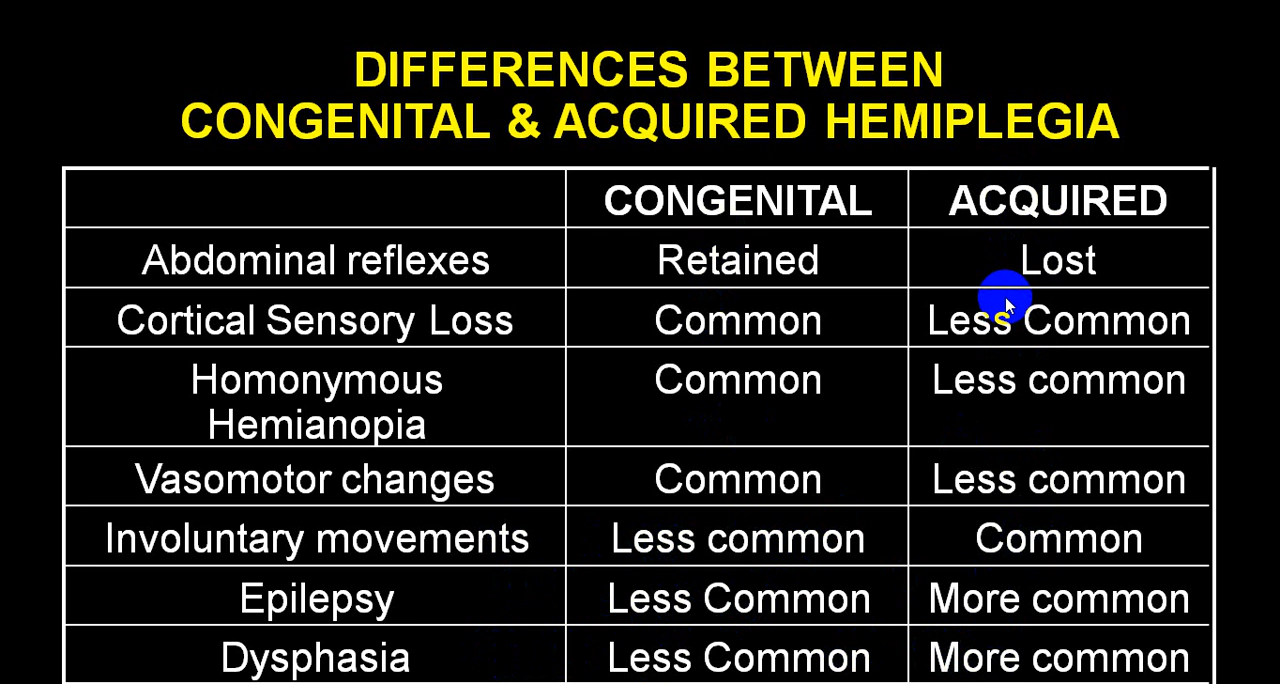 DIFFERENCES BETWEEN
CONGENITAL & ACQUIRED HEMIPLEGIA
CONGENITAL ACQUIRED
Abdominal reflexes Retained Lost
Cortical Sensory Loss Common Less Common
Homonymous Common Less common
Hemianopia
Vasomotor changes Common Less common
Involuntary movements Less common Common
Epilepsy Less Common More common
Dysphasia Less Common More common